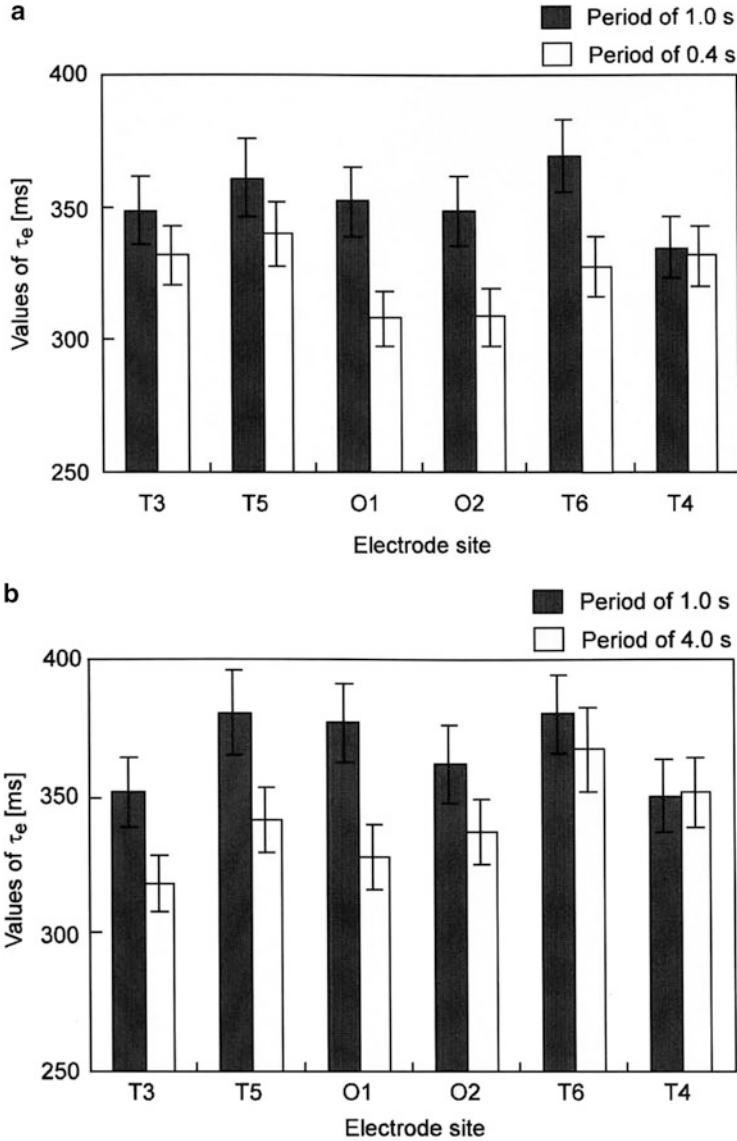 a
Period of 1.0 s
Period of 0.4 s
400
350
300
250
Values of τ_e [ms]
T3 T5 O1 O2 T6 T4
Electrode site
b
Period of 1.0 s
Period of 4.0 s
400
350
300
250
Values of τ_e [ms]
T3 T5 O1 O2 T6 T4
Electrode site